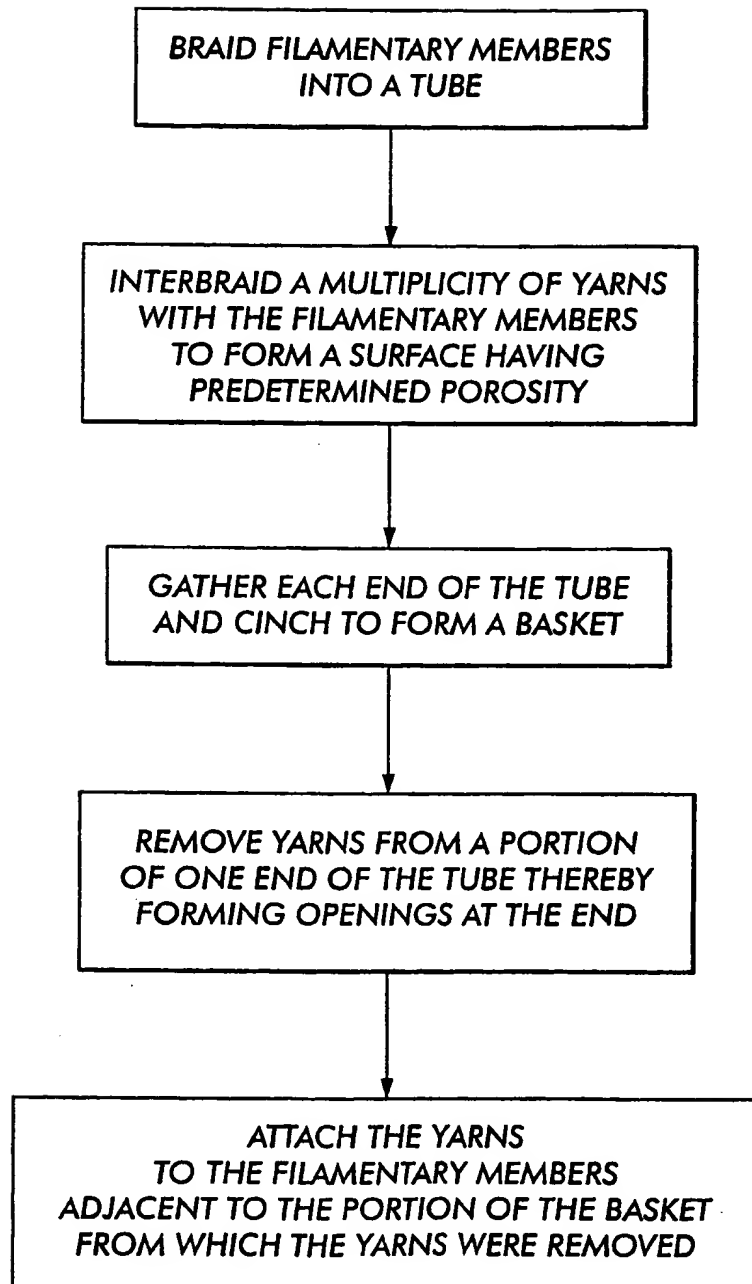 BRAID FILAMENTARY MEMBERS
INTO A TUBE
INTERBRAID A MULTIPLICITY OF YARNS
WITH THE FILAMENTARY MEMBERS
TO FORM A SURFACE HAVING
PREDETERMINED POROSITY
GATHER EACH END OF THE TUBE
AND CINCH TO FORM A BASKET
REMOVE YARNS FROM A PORTION
OF ONE END OF THE TUBE THEREBY
FORMING OPENINGS AT THE END
ATTACH THE YARNS
TO THE FILAMENTARY MEMBERS
ADJACENT TO THE PORTION OF THE BASKET
FROM WHICH THE YARNS WERE REMOVED